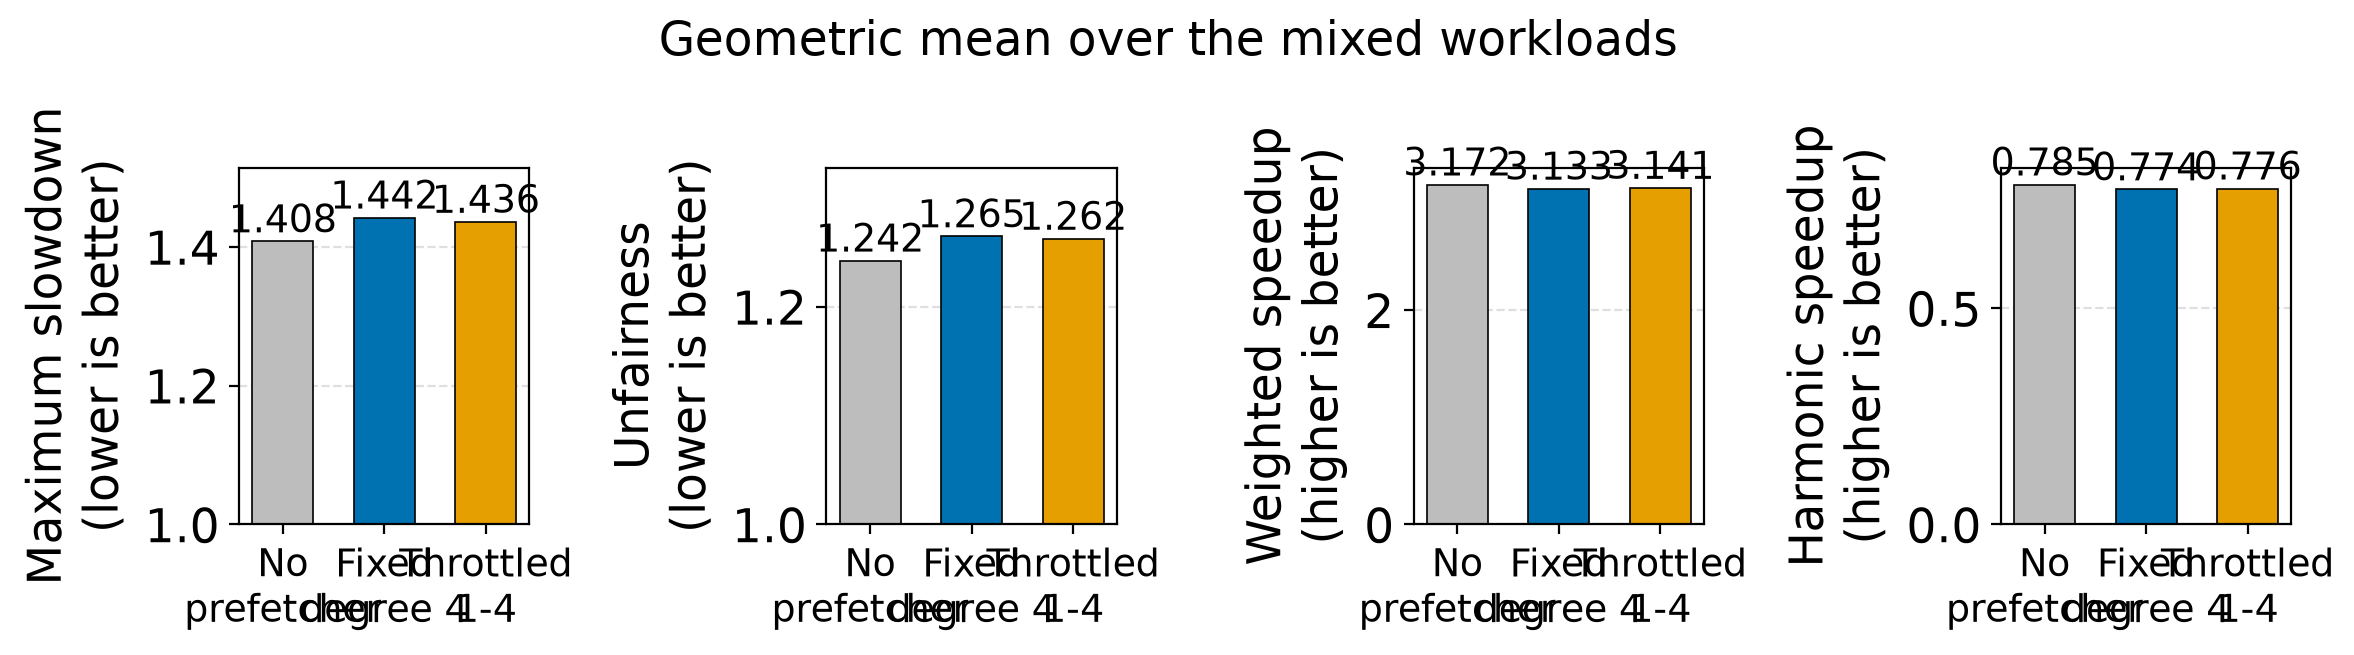 Geometric mean over the mixed workloads
Maximum slowdown
(lower is better)
1.4
1.2
1.0
1.408
1.442
1.436
No
prefetcher
Fixed
degree 4
Throttled
1-4
Unfairness
(lower is better)
1.2
1.0
1.242
1.265
1.262
No
prefetcher
Fixed
degree 4
Throttled
1-4
Weighted speedup
(higher is better)
2
0
3.172
3.133
3.141
No
prefetcher
Fixed
degree 4
Throttled
1-4
Harmonic speedup
(higher is better)
0.5
0.0
0.785
0.774
0.776
No
prefetcher
Fixed
degree 4
Throttled
1-4